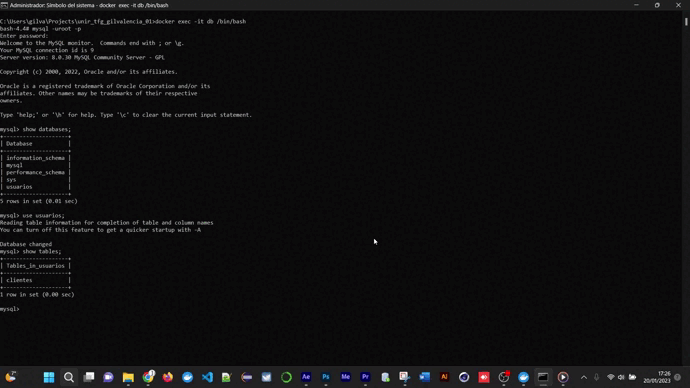 Administrador: Símbolo del sistema - docker exec -it db /bin/bash
C:\Users\gilva\Projects\unir_tfg_gilvalencia_01>docker exec -it db /bin/bash
bash-4.4# mysql -uroot -p
Enter password:
Welcome to the MySQL monitor.  Commands end with ; or \g.
Your MySQL connection id is 9
Server version: 8.0.30 MySQL Community Server - GPL
Copyright (c) 2000, 2022, Oracle and/or its affiliates.
Oracle is a registered trademark of Oracle Corporation and/or its
affiliates. Other names may be trademarks of their respective
owners.
Type 'help;' or '\h' for help. Type '\c' to clear the current input statement.
mysql> show databases;
+--------------------+
| Database           |
+--------------------+
| information_schema |
| mysql              |
| performance_schema |
| sys                |
| usuarios           |
+--------------------+
5 rows in set (0.01 sec)
mysql> use usuarios;
Reading table information for completion of table and column names
You can turn off this feature to get a quicker startup with -A
Database changed
mysql> show tables;
+--------------------+
| Tables_in_usuarios |
+--------------------+
| clientes           |
+--------------------+
1 row in set (0.00 sec)
mysql>
17:26
20/01/2023